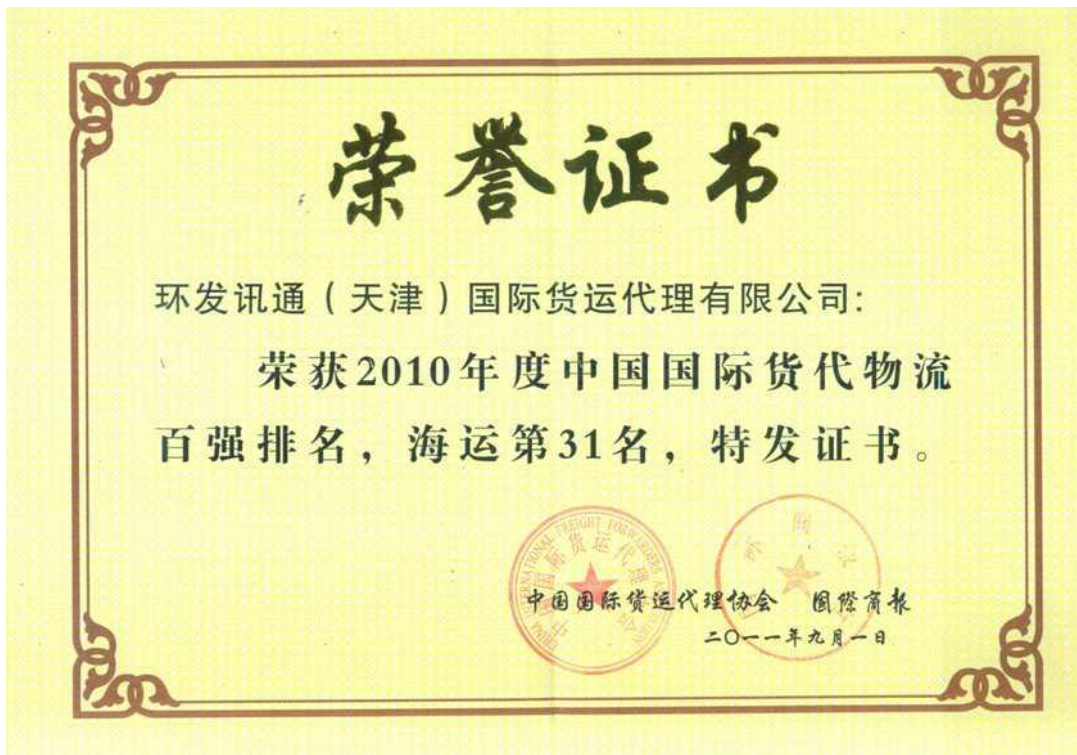 荣誉证书
环发讯通（天津）国际货运代理有限公司：
荣获2010年度中国国际货代物流
百强排名，海运第31名，特发证书。
中国国际货运代理协会 国際商报
二〇一一年九月一日